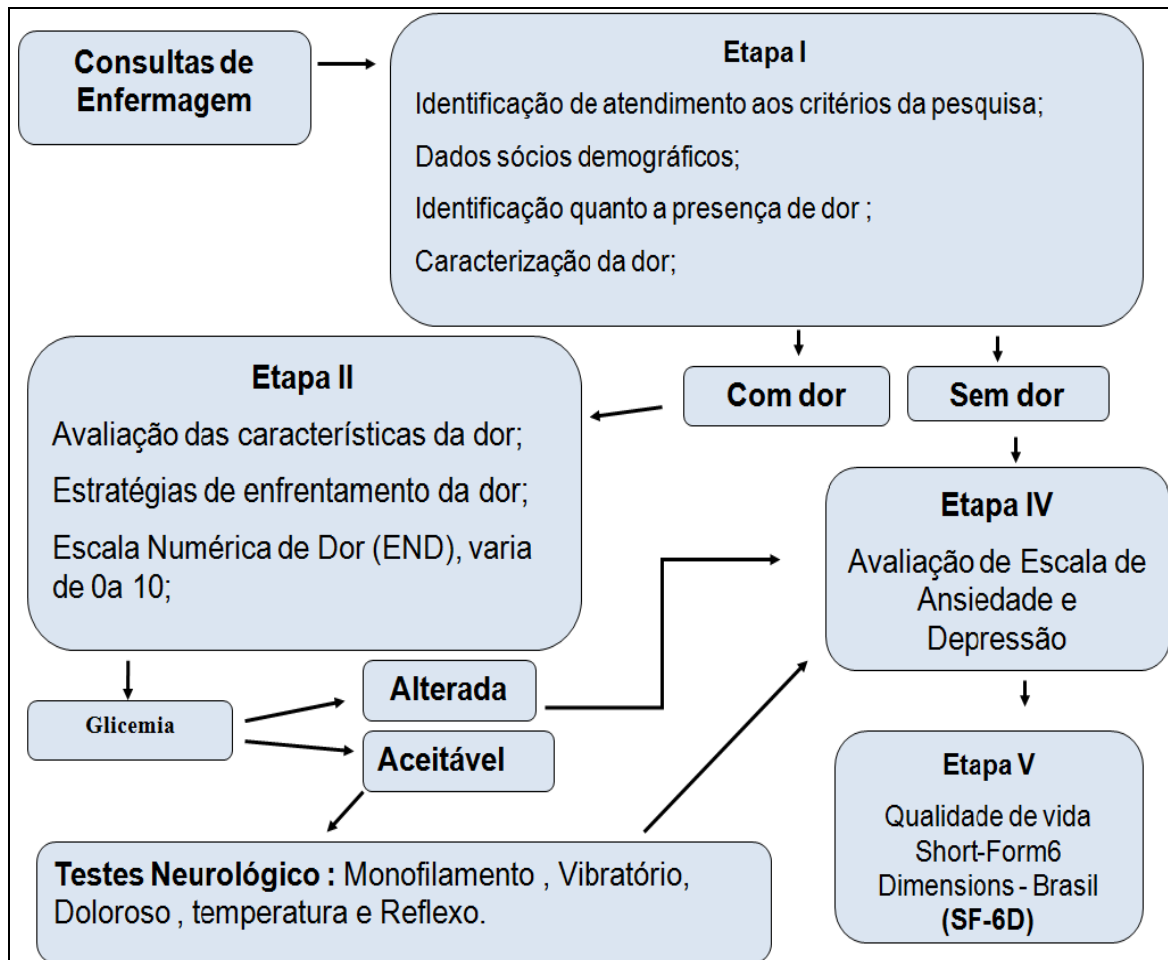 Consultas de
Enfermagem
Etapa I
Identificação de atendimento aos critérios da pesquisa;
Dados sócios demográficos;
Identificação quanto a presença de dor ;
Caracterização da dor;
Com dor
Sem dor
Etapa II
Avaliação das características da dor;
Estratégias de enfrentamento da dor;
Escala Numérica de Dor (END), varia
de 0a 10;
Glicemia
Alterada
Aceitável
Testes Neurológico : Monofilamento , Vibratório,
Doloroso , temperatura e Reflexo.
Etapa IV
Avaliação de Escala de
Ansiedade e
Depressão
Etapa V
Qualidade de vida
Short-Form6
Dimensions - Brasil
(SF-6D)